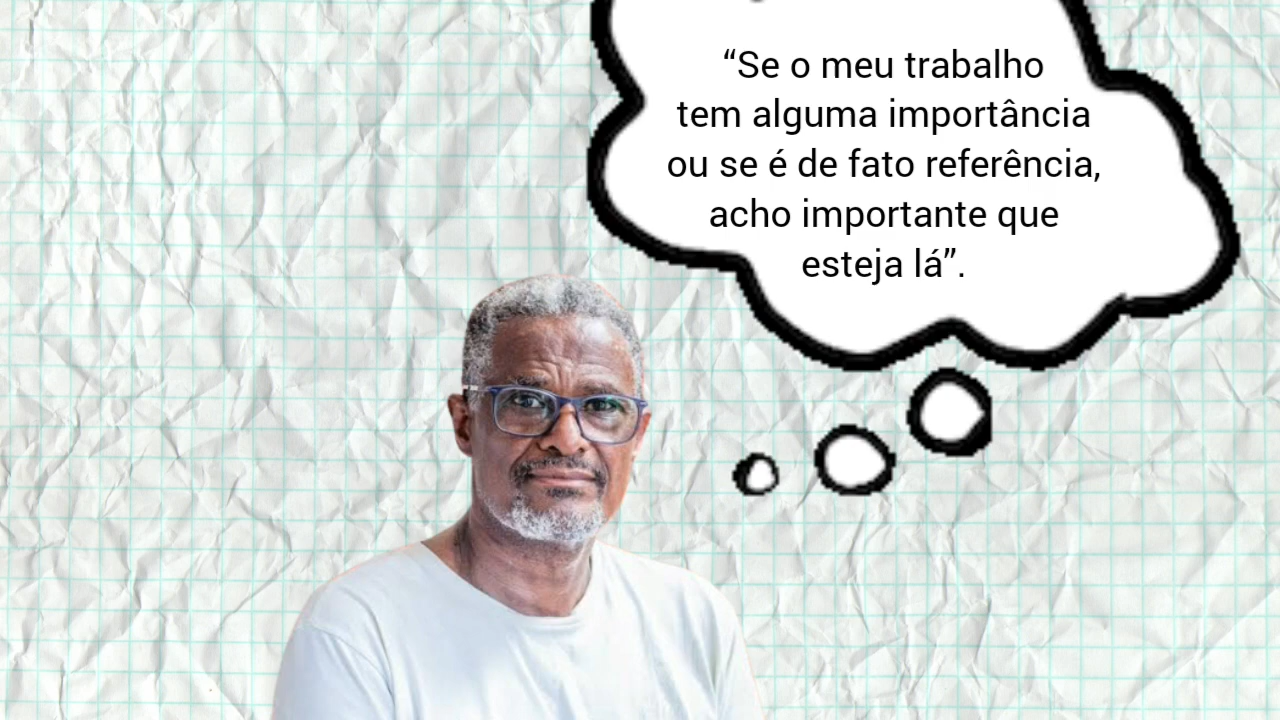 “Se o meu trabalho
tem alguma importância
ou se é de fato referência,
acho importante que
esteja lá”.